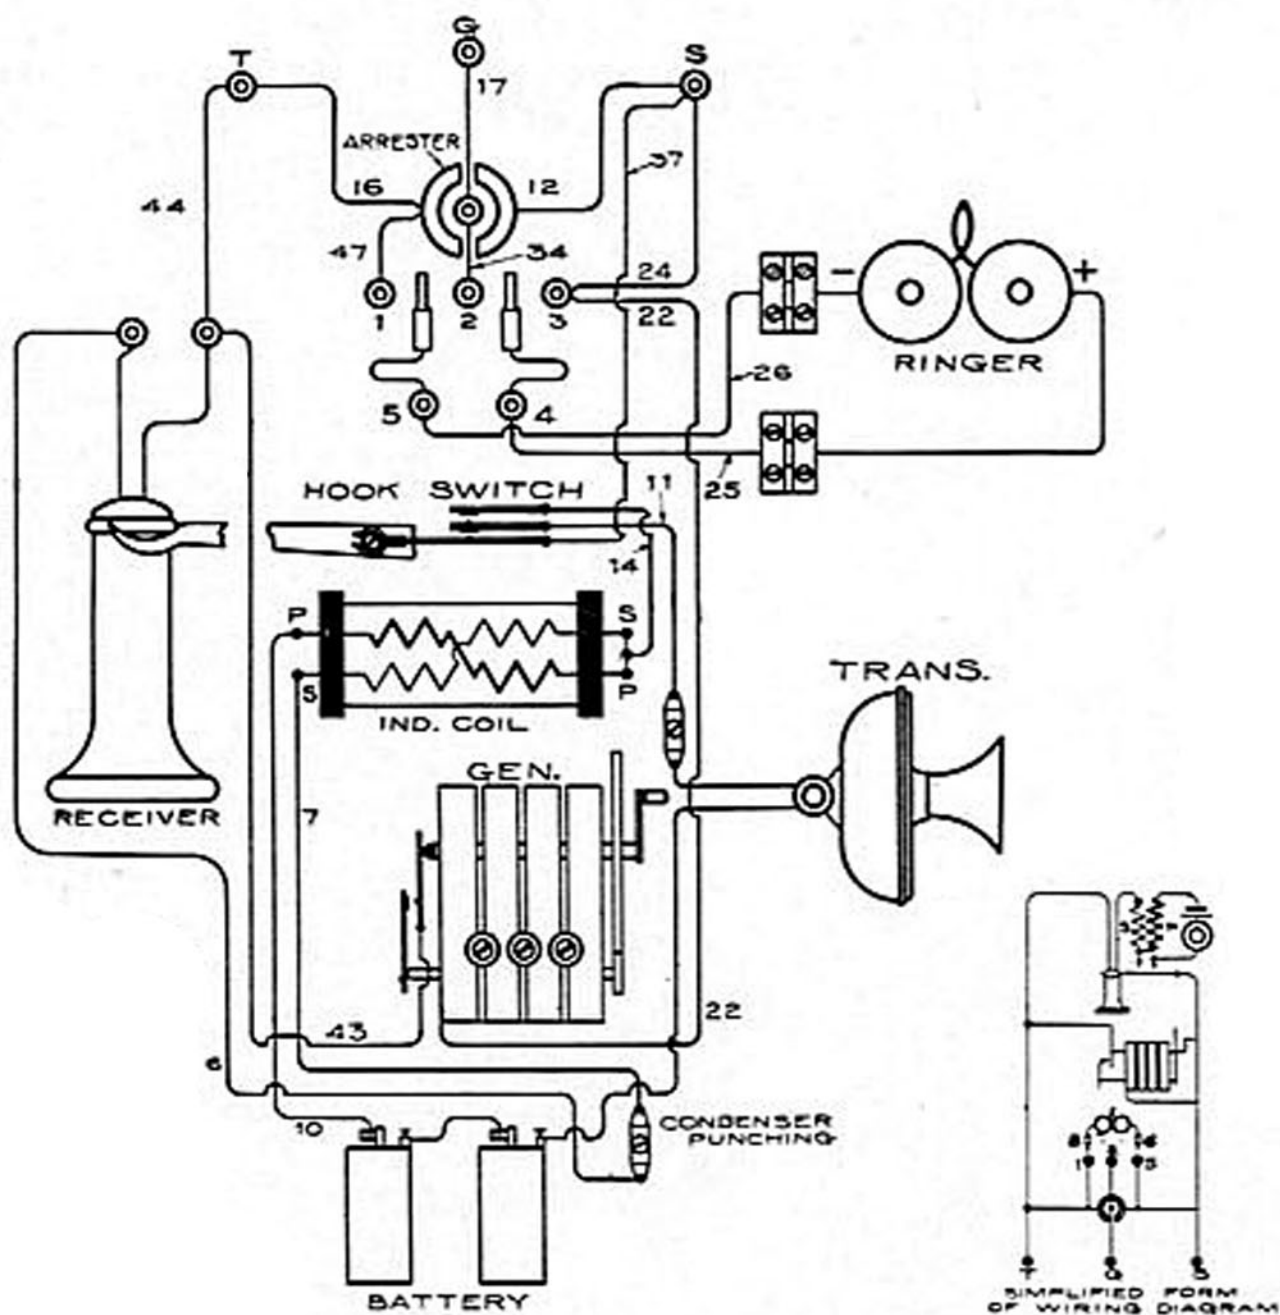 G
T
S
17
ARRESTER
37
16
12
44
47
34
24
1
2
3
22
-
+
RINGER
26
5
4
25
HOOK SWITCH
11
14
P
S
S
P
IND. COIL
TRANS.
GEN.
RECEIVER
7
22
43
6
10
CONDENSER
PUNCHING
BATTERY
S
P
1
3
T
G
S
SIMPLIFIED FORM
OF WIRING DIAGRAM